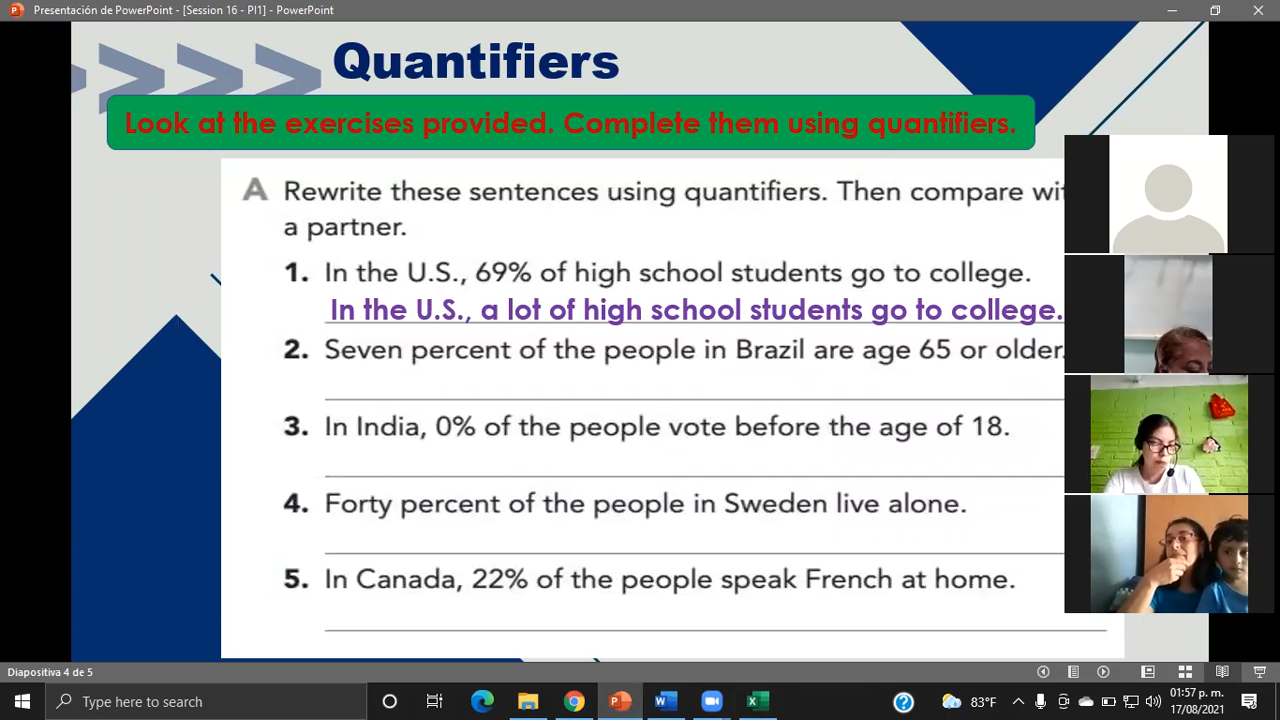 Presentación de PowerPoint - [Session 16 - PI1] - PowerPoint
Quantifiers
Look at the exercises provided. Complete them using quantifiers.
A Rewrite these sentences using quantifiers. Then compare wit
a partner.
1. In the U.S., 69% of high school students go to college.
In the U.S., a lot of high school students go to college.
2. Seven percent of the people in Brazil are age 65 or older.
3. In India, 0% of the people vote before the age of 18.
4. Forty percent of the people in Sweden live alone.
5. In Canada, 22% of the people speak French at home.
Diapositiva 4 de 5
Type here to search
83°F
01:57 p. m.
17/08/2021